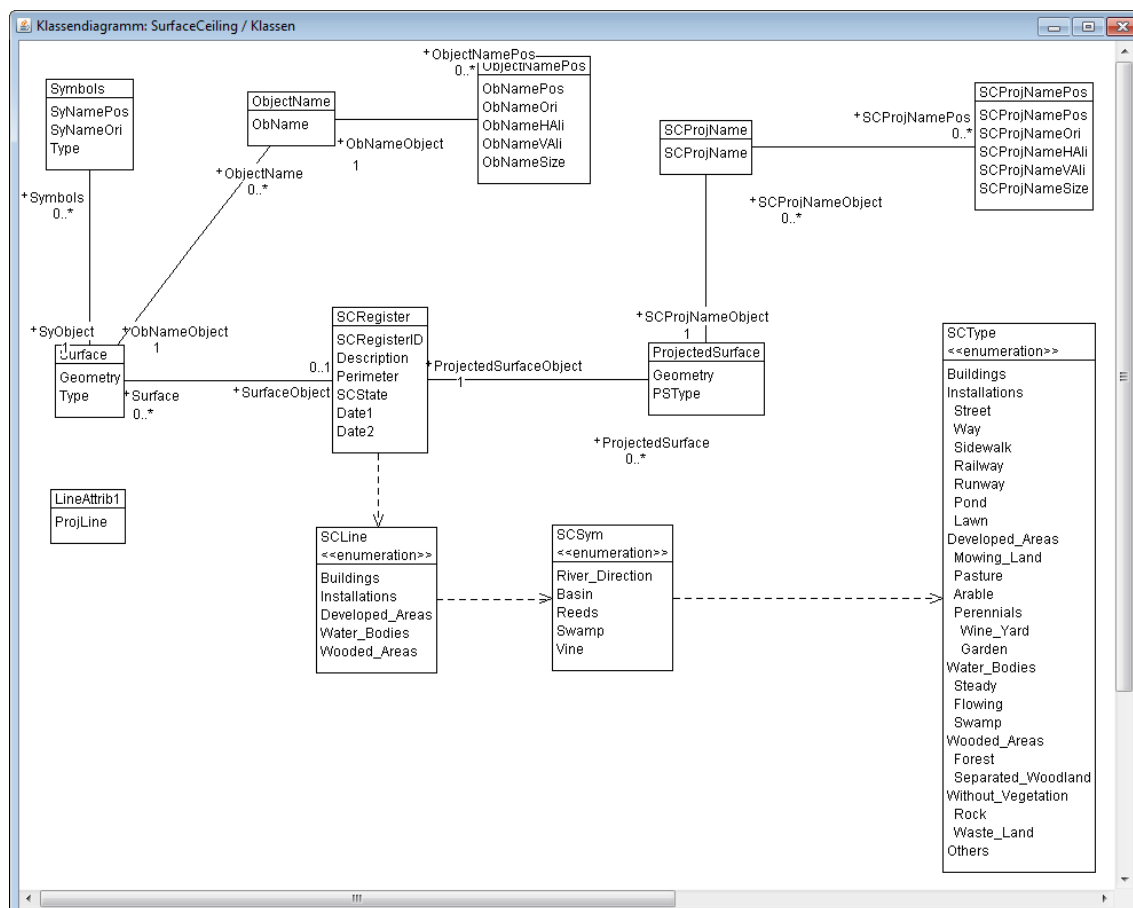 Klassendiagramm: SurfaceCeiling / Klassen
Symbols
SyNamePos
SyNameOri
Type
+Symbols
0..*
+SyObject
1
ObjectName
ObName
+ObjectName
0..*
+ObNameObject
1
+ObjectNamePos
0..*
ObjectNamePos
ObNamePos
ObNameOri
ObNameHAli
ObNameVAli
ObNameSize
+ObNameObject
1
Surface
Geometry
Type
+Surface
0..*
0..1
+SurfaceObject
SCRegister
SCRegisterID
Description
Perimeter
SCState
Date1
Date2
+ProjectedSurfaceObject
1
SCProjName
SCProjName
+SCProjNamePos
0..*
SCProjNamePos
SCProjNamePos
SCProjNameOri
SCProjNameHAli
SCProjNameVAli
SCProjNameSize
+SCProjNameObject
0..*
+SCProjNameObject
1
ProjectedSurface
Geometry
PSType
+ProjectedSurface
0..*
LineAttrib1
ProjLine
SCLine
<<enumeration>>
Buildings
Installations
Developed_Areas
Water_Bodies
Wooded_Areas
SCSym
<<enumeration>>
River_Direction
Basin
Reeds
Swamp
Vine
SCType
<<enumeration>>
Buildings
Installations
Street
Way
Sidewalk
Railway
Runway
Pond
Lawn
Developed_Areas
Mowing_Land
Pasture
Arable
Perennials
Wine_Yard
Garden
Water_Bodies
Steady
Flowing
Swamp
Wooded_Areas
Forest
Separated_Woodland
Without_Vegetation
Rock
Waste_Land
Others